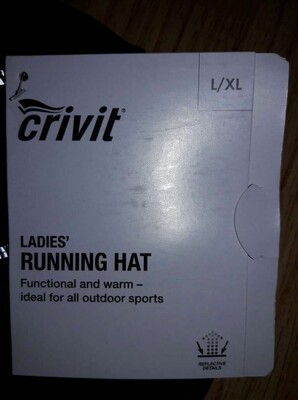 L/XL
crivit®
LADIES'
RUNNING HAT
Functional and warm –
ideal for all outdoor sports
REFLECTIVE
DETAILS